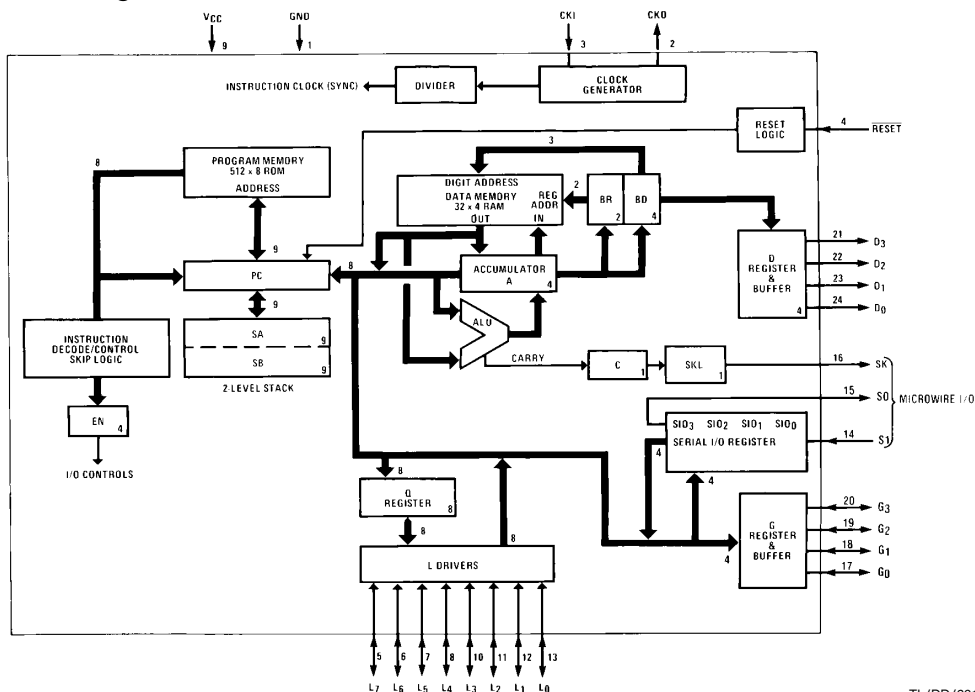 VCC
9
GND
1
CKI
3
CKO
2
INSTRUCTION CLOCK (SYNC)
DIVIDER
CLOCK
GENERATOR
RESET
LOGIC
4
RESET
8
PROGRAM MEMORY
512 x 8 ROM
ADDRESS
9
3
DIGIT ADDRESS
DATA MEMORY
32 x 4 RAM
REG
ADDR
OUT
IN
2
BR
2
BD
4
PC
8
ACCUMULATOR
A
4
9
D
REGISTER
&
BUFFER
4
21
D3
22
D2
23
D1
24
D0
INSTRUCTION
DECODE/CONTROL
SKIP LOGIC
SA
9
SB
9
2-LEVEL STACK
ALU
CARRY
C
1
SKL
1
16
SK
15
SO
MICROWIRE I/O
14
SI
EN
4
I/O CONTROLS
SIO3 SIO2 SIO1 SIO0
SERIAL I/O REGISTER
4
4
8
Q
REGISTER
8
8
8
G
REGISTER
&
BUFFER
4
20
G3
19
G2
18
G1
17
G0
L DRIVERS
5
6
7
8
10
11
12
13
L7
L6
L5
L4
L3
L2
L1
L0